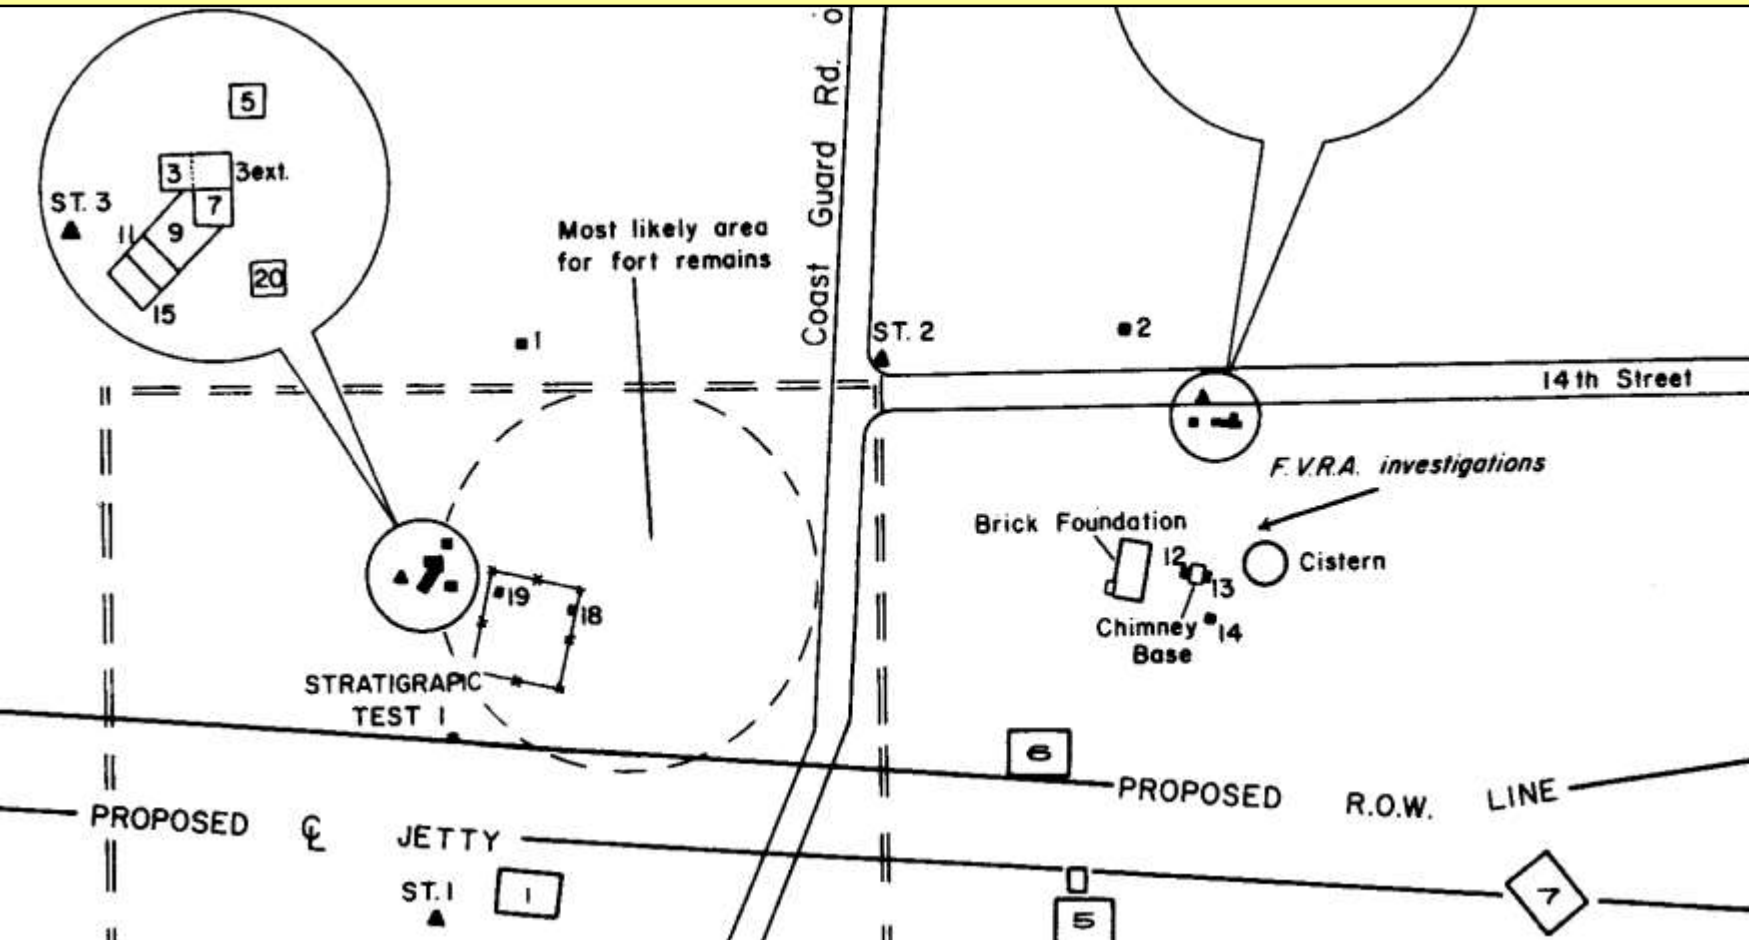 Coast Guard Rd.
5
3
3ext.
7
ST. 3
11
9
20
15
Most likely area
for fort remains
1
ST. 2
2
14th Street
F.V.R.A. investigations
Brick Foundation
12
Cistern
13
19
18
14
Chimney
Base
STRATIGRAPIC
TEST 1
6
PROPOSED R.O.W. LINE
PROPOSED ℄ JETTY
ST. 1
1
5
7